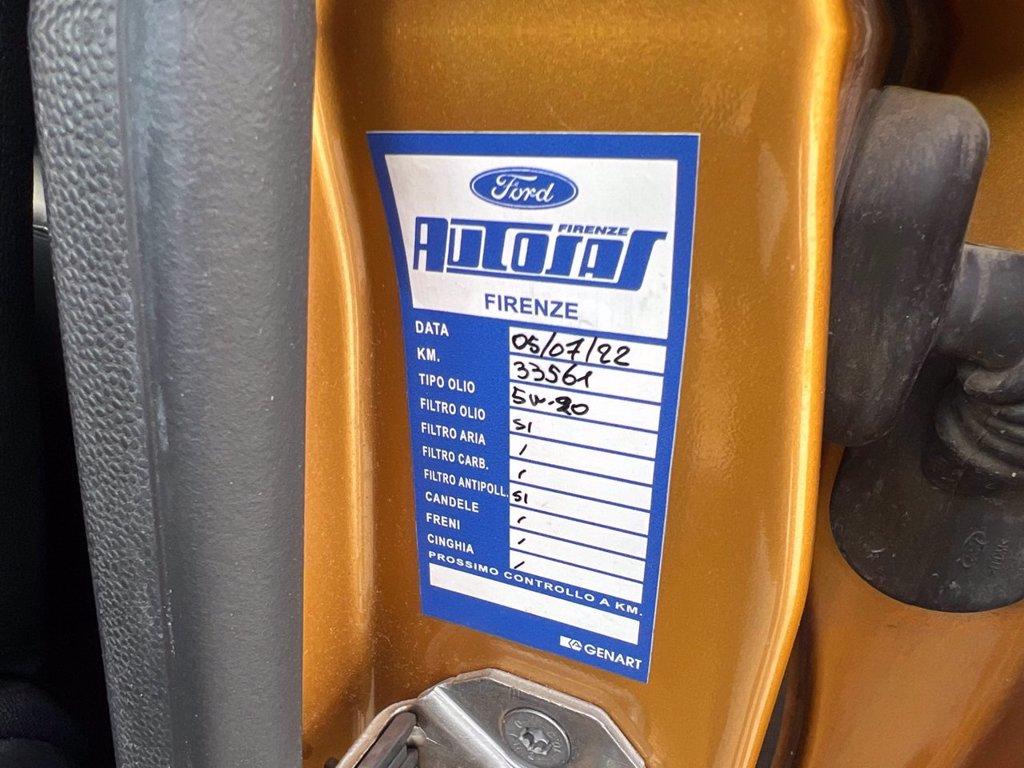 Ford
FIRENZE
AUTOSAS
FIRENZE
DATA 05/07/22
KM. 33561
TIPO OLIO 5w-20
FILTRO OLIO SI
FILTRO ARIA /
FILTRO CARB. /
FILTRO ANTIPOLL. SI
CANDELE /
FRENI /
CINGHIA /
PROSSIMO CONTROLLO A KM.
GENART